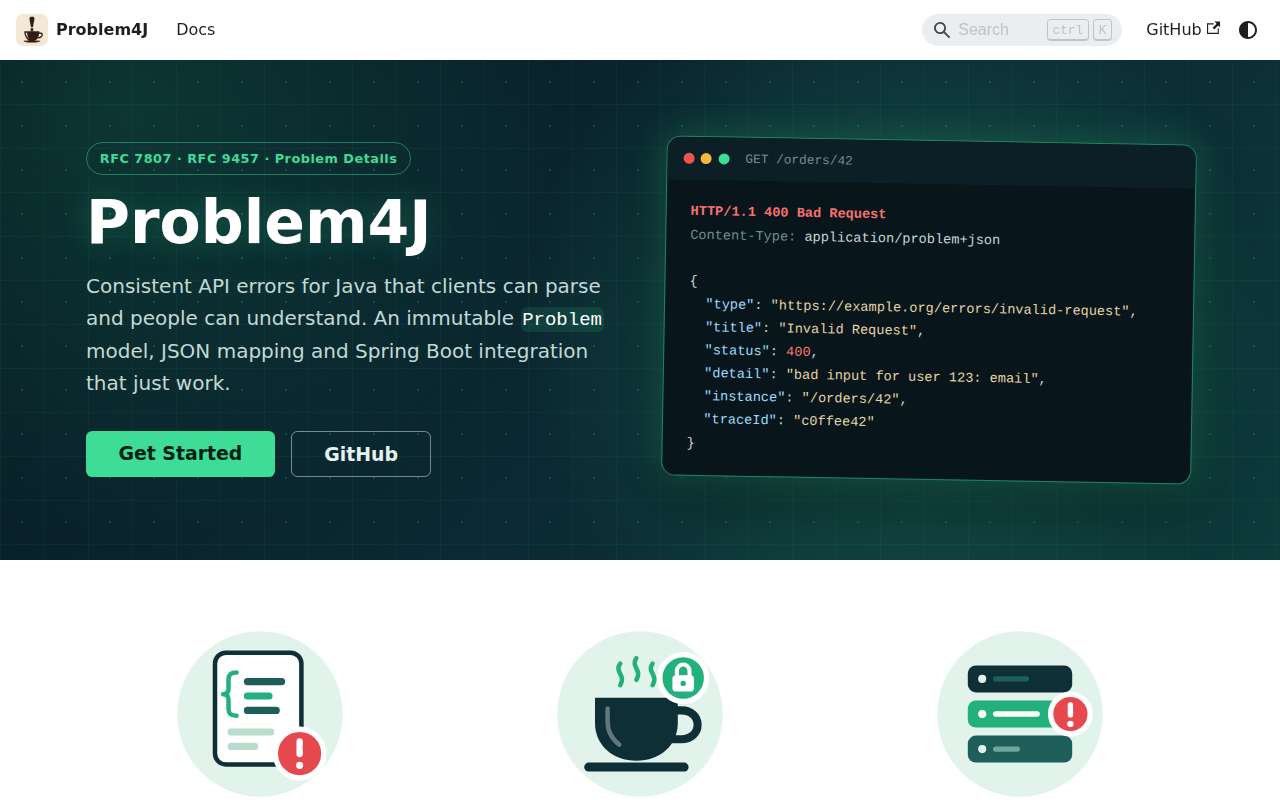 Problem4J
Docs
Search
ctrl K
GitHub
RFC 7807 · RFC 9457 · Problem Details
Problem4J
Consistent API errors for Java that clients can parse
and people can understand. An immutable Problem
model, JSON mapping and Spring Boot integration
that just work.
Get Started
GitHub
GET /orders/42
HTTP/1.1 400 Bad Request
Content-Type: application/problem+json
{
"type": "https://example.org/errors/invalid-request",
"title": "Invalid Request",
"status": 400,
"detail": "bad input for user 123: email",
"instance": "/orders/42",
"traceId": "c0ffee42"
}